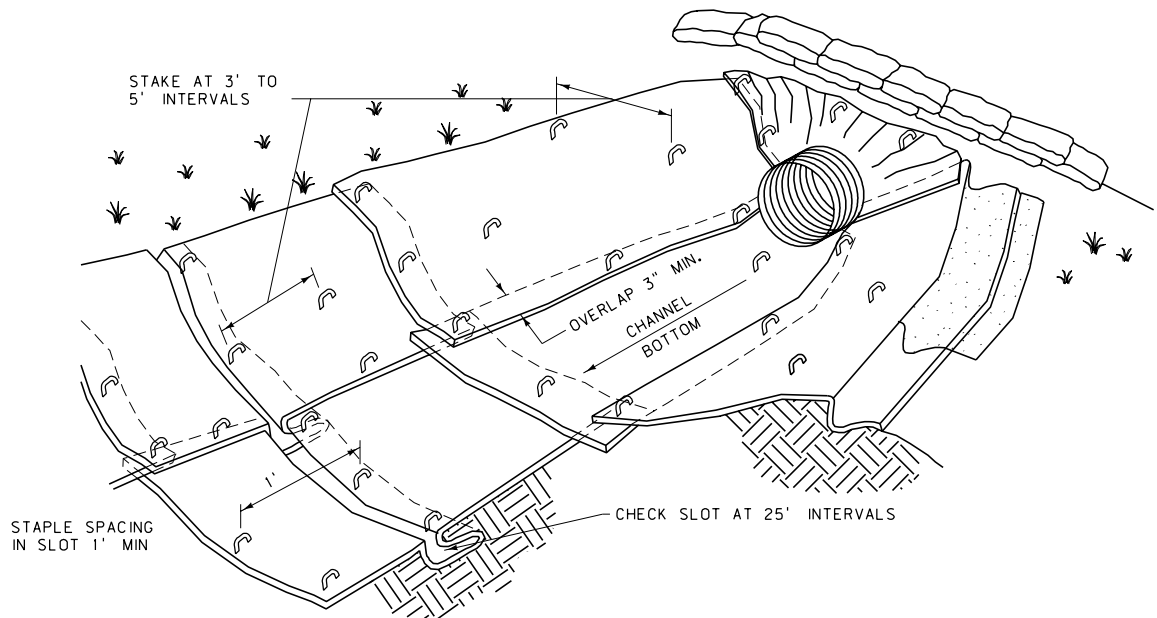 STAKE AT 3' TO
5' INTERVALS
OVERLAP 3" MIN.
CHANNEL
BOTTOM
1'
STAPLE SPACING
IN SLOT 1' MIN
CHECK SLOT AT 25' INTERVALS